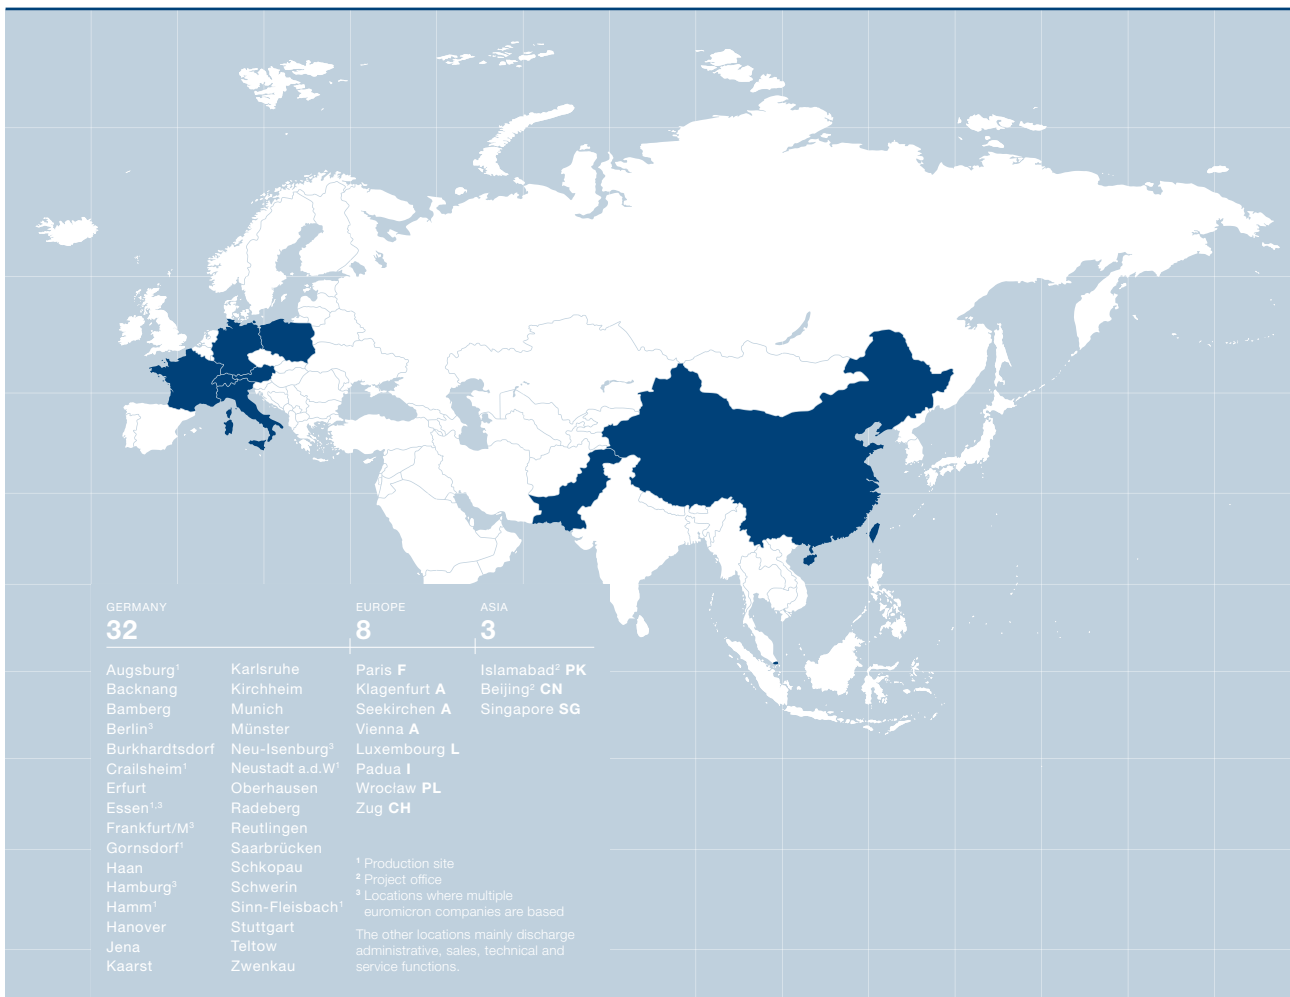 GERMANY
32
Augsburg¹
Backnang
Bamberg
Berlin³
Burkhardtsdorf
Crailsheim¹
Erfurt
Essen¹,³
Frankfurt/M³
Gornsdorf¹
Haan
Hamburg³
Hamm¹
Hanover
Jena
Kaarst
Karlsruhe
Kirchheim
Munich
Münster
Neu-Isenburg³
Neustadt a.d.W¹
Oberhausen
Radeberg
Reutlingen
Saarbrücken
Schkopau
Schwerin
Sinn-Fleisbach¹
Stuttgart
Teltow
Zwenkau
EUROPE
8
Paris F
Klagenfurt A
Seekirchen A
Vienna A
Luxembourg L
Padua I
Wroclaw PL
Zug CH
ASIA
3
Islamabad² PK
Beijing² CN
Singapore SG
¹ Production site
² Project office
³ Locations where multiple
euromicron companies are based
The other locations mainly discharge
administrative, sales, technical and
service functions.